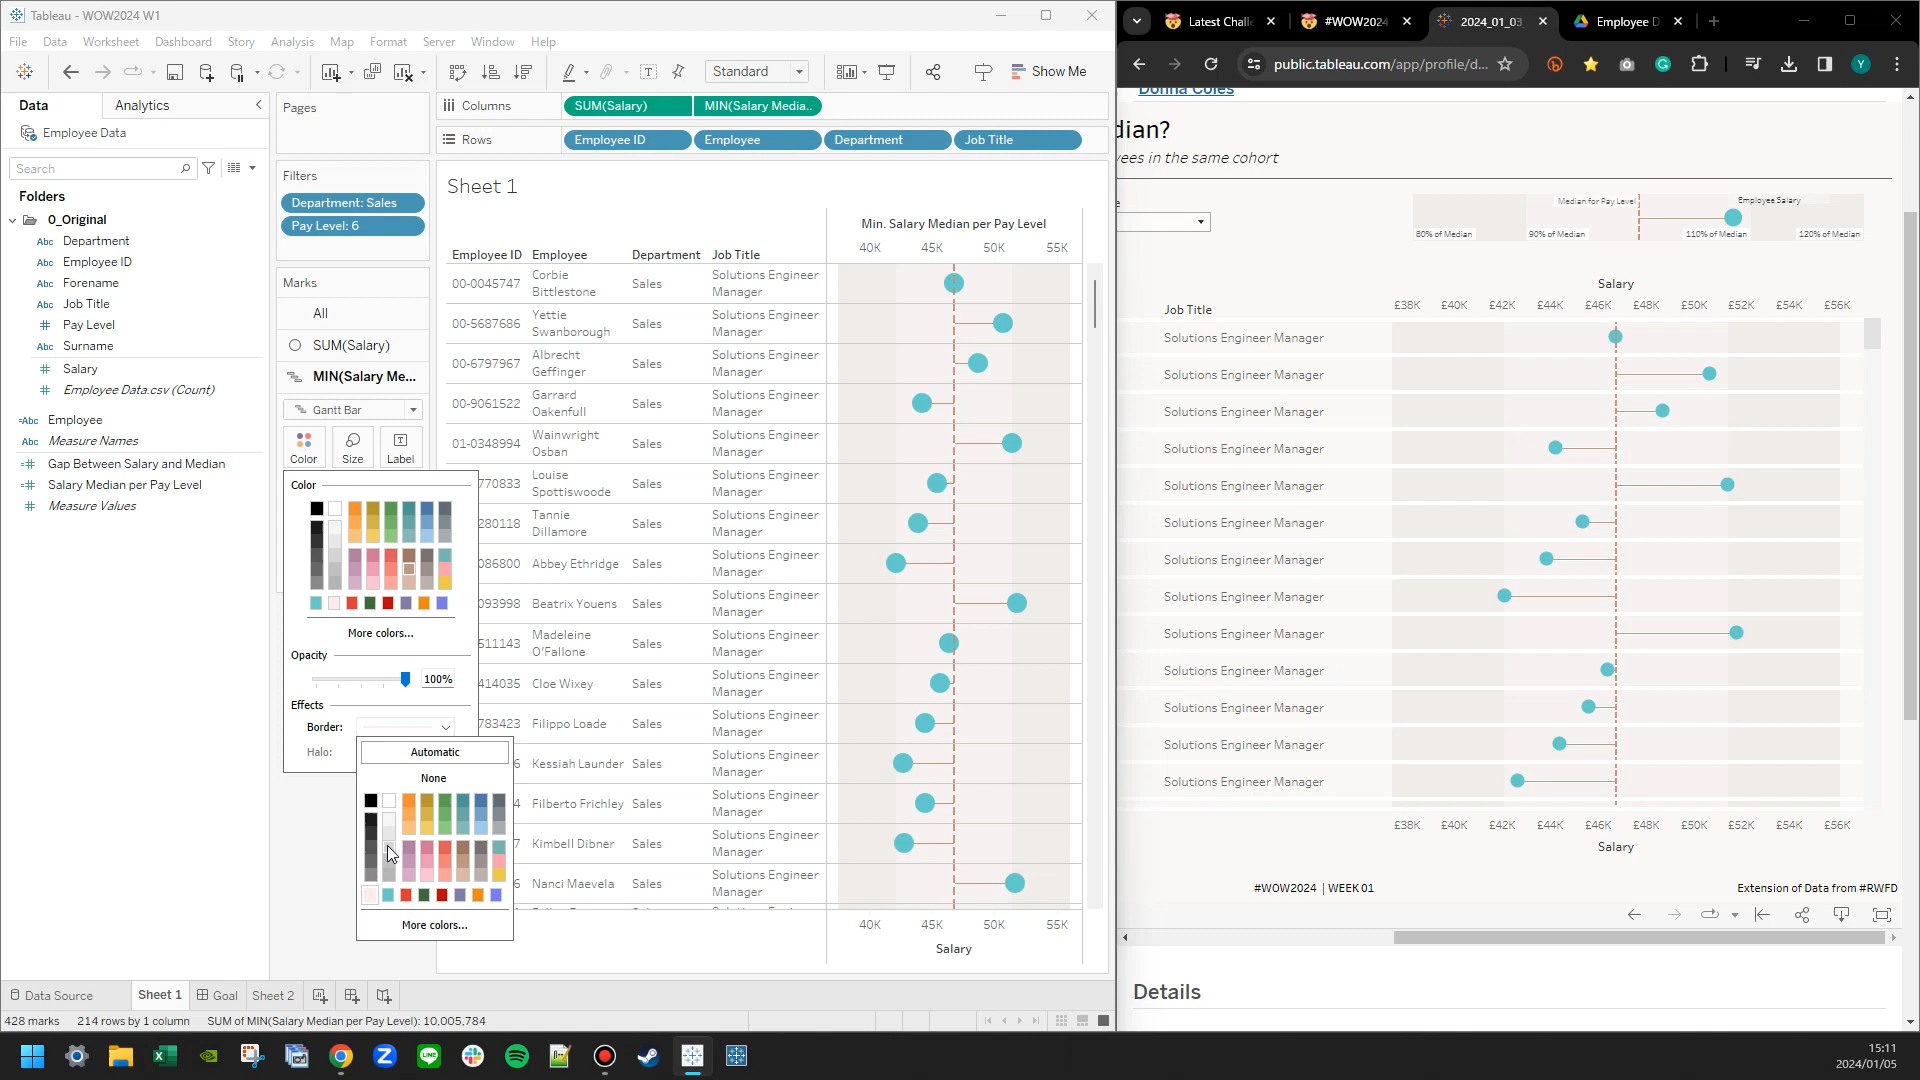 Tableau - WOW2024 W1
File Data Worksheet Dashboard Story Analysis Map Format Server Window Help
Standard
Show Me
Data Analytics
Employee Data
Search
Folders
0_Original
Abc Department
Abc Employee ID
Abc Forename
Abc Job Title
# Pay Level
Abc Surname
# Salary
# Employee Data.csv (Count)
=Abc Employee
Abc Measure Names
=# Gap Between Salary and Median
=# Salary Median per Pay Level
# Measure Values
Pages
Filters
Department: Sales
Pay Level: 6
Marks
All
SUM(Salary)
MIN(Salary Me...
Gantt Bar
Color Size Label
Color
More colors...
Opacity
100%
Effects
Border:
Halo:
Automatic
None
More colors...
Columns SUM(Salary) MIN(Salary Media..
Rows Employee ID Employee Department Job Title
Sheet 1
Min. Salary Median per Pay Level
40K 45K 50K 55K
Employee ID Employee Department Job Title
00-0045747 Corbie Bittlestone Sales Solutions Engineer Manager
00-5687686 Yettie Swanborough Sales Solutions Engineer Manager
00-6797967 Albrecht Geffinger Sales Solutions Engineer Manager
00-9061522 Garrard Oakenfull Sales Solutions Engineer Manager
01-0348994 Wainwright Osban Sales Solutions Engineer Manager
770833 Louise Spottiswoode Sales Solutions Engineer Manager
280118 Tannie Dillamore Sales Solutions Engineer Manager
086800 Abbey Ethridge Sales Solutions Engineer Manager
093998 Beatrix Youens Sales Solutions Engineer Manager
511143 Madeleine O'Fallone Sales Solutions Engineer Manager
414035 Cloe Wixey Sales Solutions Engineer Manager
783423 Filippo Loade Sales Solutions Engineer Manager
6 Kessiah Launder Sales Solutions Engineer Manager
4 Filberto Frichley Sales Solutions Engineer Manager
7 Kimbell Dibner Sales Solutions Engineer Manager
6 Nanci Maevela Sales Solutions Engineer Manager
40K 45K 50K 55K
Salary
Data Source Sheet 1 Goal Sheet 2
428 marks 214 rows by 1 column SUM of MIN(Salary Median per Pay Level): 10,005,784
Latest Chall #WOW2024 2024_01_03 Employee D
public.tableau.com/app/profile/d...
Y
Donna Coles
dian?
yees in the same cohort
e
Median for Pay Level Employee Salary
80% of Median 90% of Median 110% of Median 120% of Median
Salary
Job Title £38K £40K £42K £44K £46K £48K £50K £52K £54K £56K
Solutions Engineer Manager
Solutions Engineer Manager
Solutions Engineer Manager
Solutions Engineer Manager
Solutions Engineer Manager
Solutions Engineer Manager
Solutions Engineer Manager
Solutions Engineer Manager
Solutions Engineer Manager
Solutions Engineer Manager
Solutions Engineer Manager
Solutions Engineer Manager
Solutions Engineer Manager
£38K £40K £42K £44K £46K £48K £50K £52K £54K £56K
Salary
#WOW2024 | WEEK 01
Extension of Data from #RWFD
Details
15:11
2024/01/05